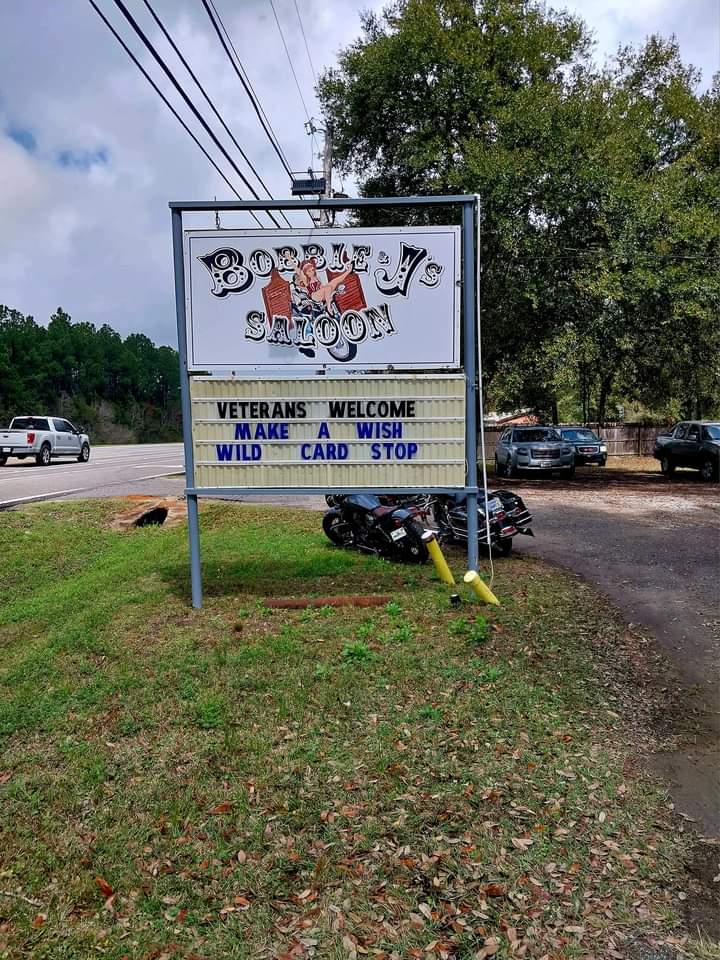 BOBBIE & J's
SALOON
VETERANS WELCOME
MAKE A WISH
WILD CARD STOP